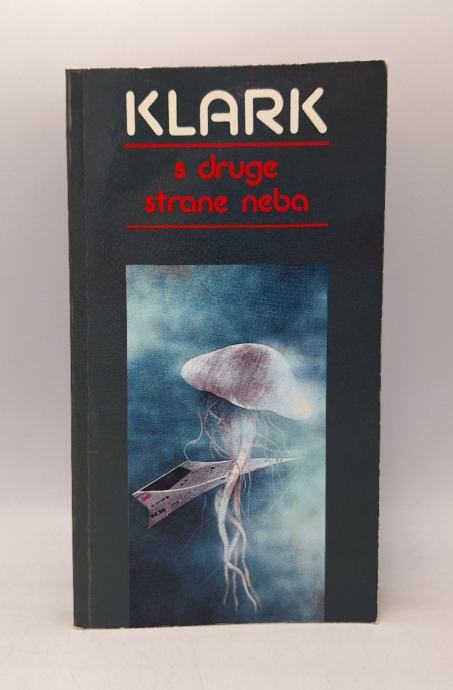 KLARK
s druge
strane neba